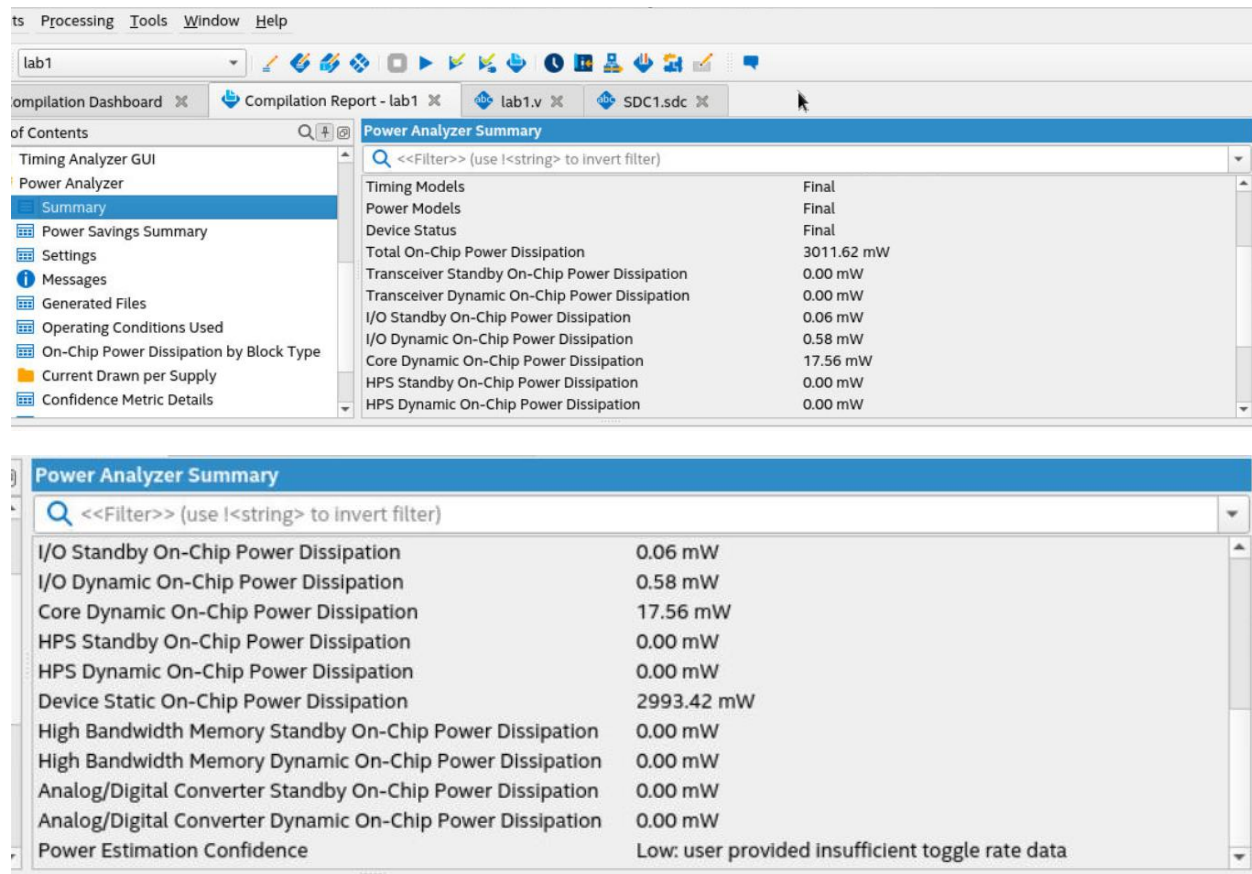 ts Processing Tools Window Help
lab1
ompilation Dashboard Compilation Report - lab1 lab1.v SDC1.sdc
of Contents
Power Analyzer Summary
<<Filter>> (use !<string> to invert filter)
Timing Analyzer GUI
Power Analyzer
Summary
Power Savings Summary
Settings
Messages
Generated Files
Operating Conditions Used
On-Chip Power Dissipation by Block Type
Current Drawn per Supply
Confidence Metric Details
Timing Models Final
Power Models Final
Device Status Final
Total On-Chip Power Dissipation 3011.62 mW
Transceiver Standby On-Chip Power Dissipation 0.00 mW
Transceiver Dynamic On-Chip Power Dissipation 0.00 mW
I/O Standby On-Chip Power Dissipation 0.06 mW
I/O Dynamic On-Chip Power Dissipation 0.58 mW
Core Dynamic On-Chip Power Dissipation 17.56 mW
HPS Standby On-Chip Power Dissipation 0.00 mW
HPS Dynamic On-Chip Power Dissipation 0.00 mW
Power Analyzer Summary
<<Filter>> (use !<string> to invert filter)
I/O Standby On-Chip Power Dissipation 0.06 mW
I/O Dynamic On-Chip Power Dissipation 0.58 mW
Core Dynamic On-Chip Power Dissipation 17.56 mW
HPS Standby On-Chip Power Dissipation 0.00 mW
HPS Dynamic On-Chip Power Dissipation 0.00 mW
Device Static On-Chip Power Dissipation 2993.42 mW
High Bandwidth Memory Standby On-Chip Power Dissipation 0.00 mW
High Bandwidth Memory Dynamic On-Chip Power Dissipation 0.00 mW
Analog/Digital Converter Standby On-Chip Power Dissipation 0.00 mW
Analog/Digital Converter Dynamic On-Chip Power Dissipation 0.00 mW
Power Estimation Confidence Low: user provided insufficient toggle rate data